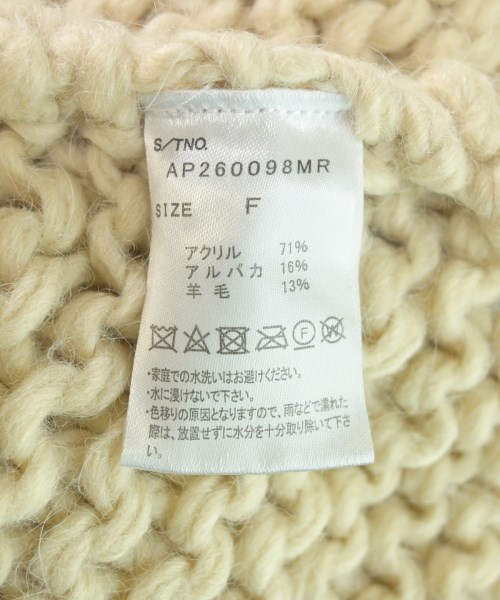 S/TNO.
AP260098MR
SIZE F
アクリル 71%
アルパカ 16%
羊毛 13%
F
・家庭での水洗いはお避けください。
・水に浸けないで下さい。
・色移りの原因となりますので、雨などで濡れた
際は、放置せずに水分を十分取り除いて下さ
い。